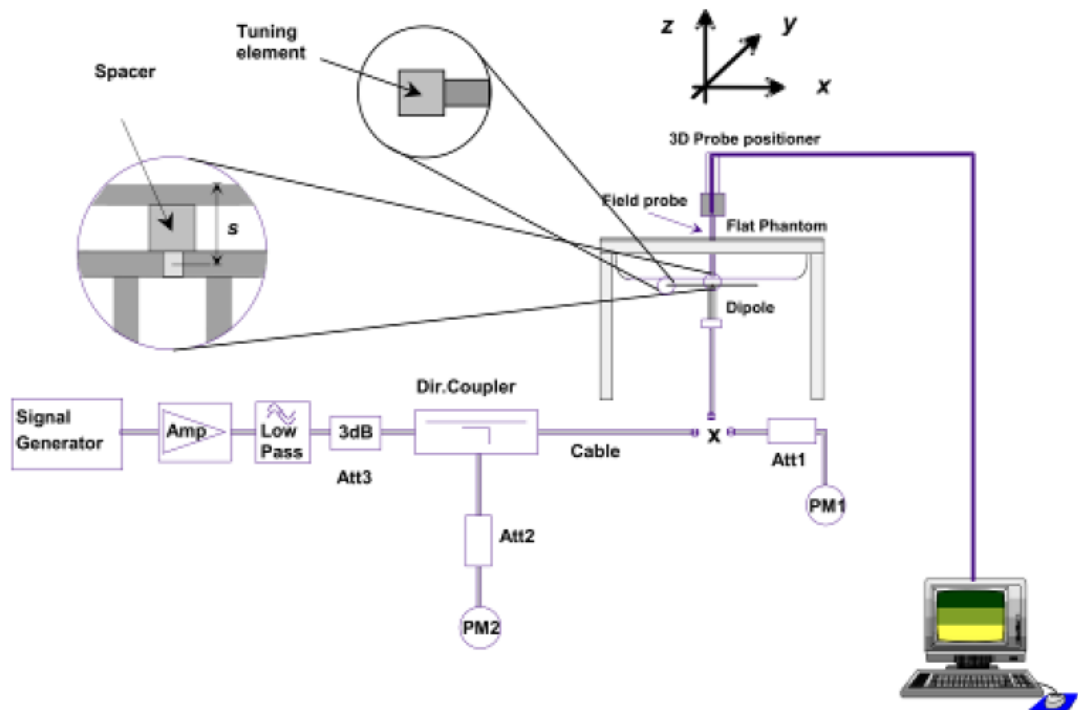 Tuning
element
Spacer
z
y
x
3D Probe positioner
Field probe
Flat Phantom
s
Dipole
Dir.Coupler
Signal
Generator
Amp
Low
Pass
3dB
Att3
Cable
x
Att1
PM1
Att2
PM2